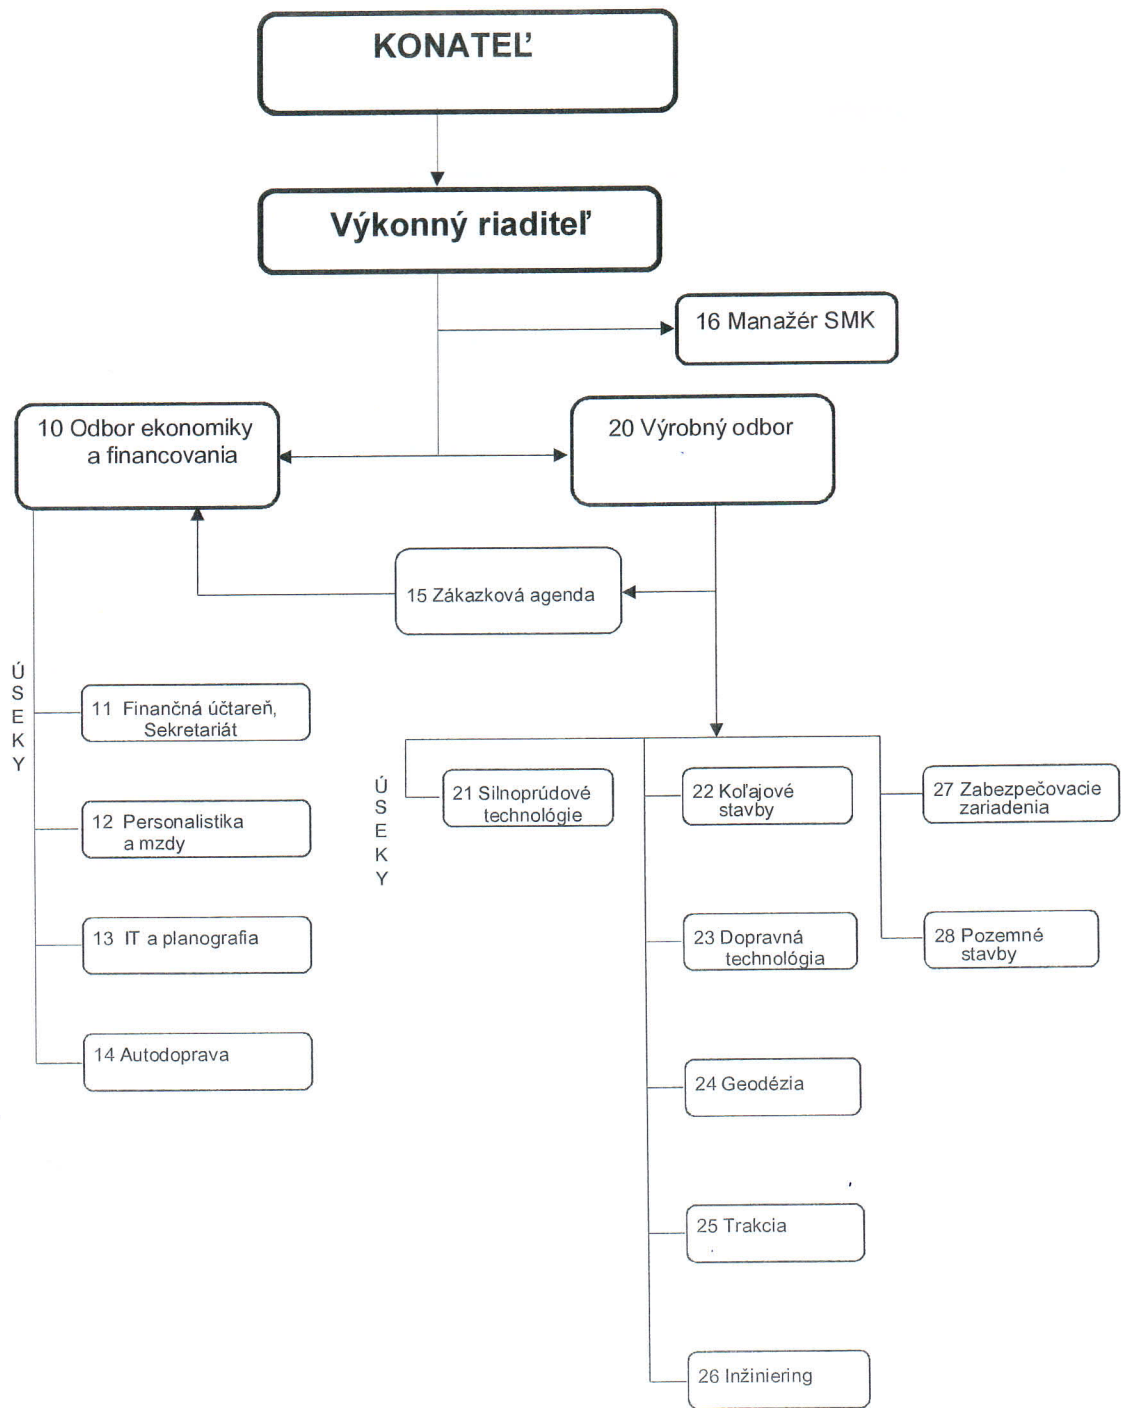 KONATEĽ
Výkonný riaditeľ
16 Manažér SMK
10 Odbor ekonomiky
a financovania
20 Výrobný odbor
15 Zákazková agenda
ÚSEKY
11 Finančná účtareň,
Sekretariát
12 Personalistika
a mzdy
13 IT a planografia
14 Autodoprava
ÚSEKY
21 Silnoprúdové
technológie
22 Koľajové
stavby
23 Dopravná
technológia
24 Geodézia
25 Trakcia
26 Inžiniering
27 Zabezpečovacie
zariadenia
28 Pozemné
stavby